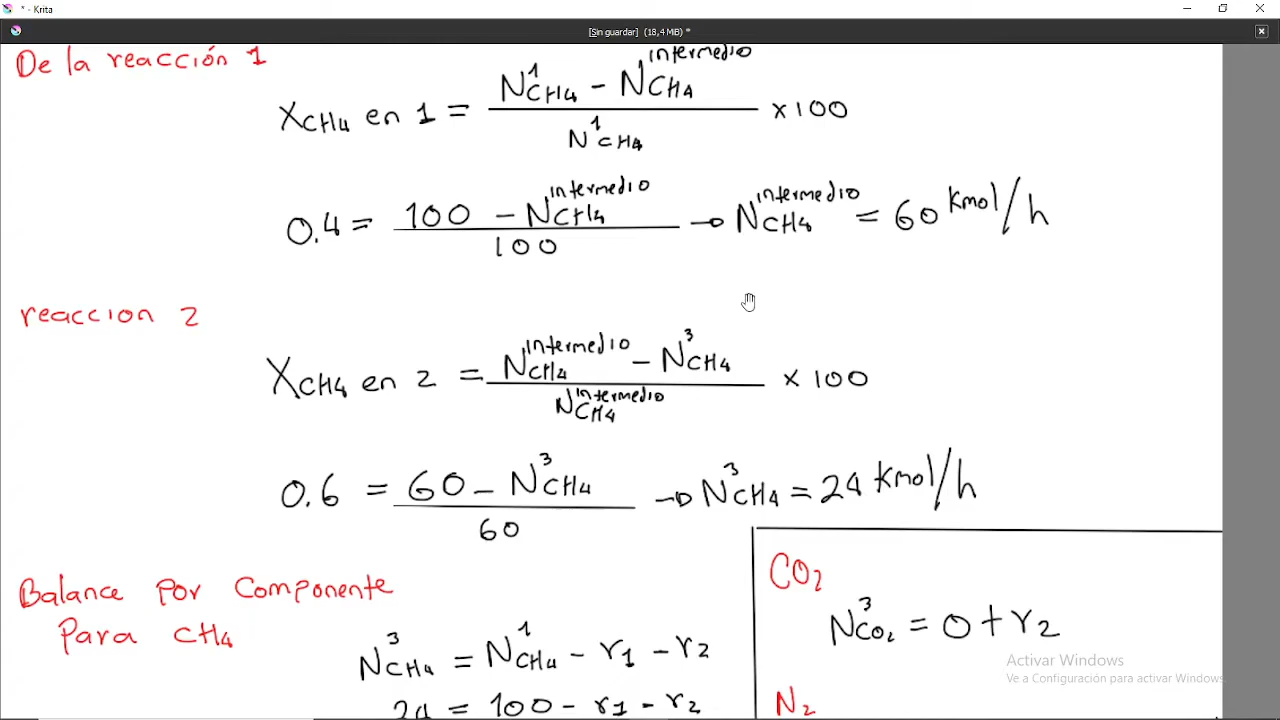 * - Krita
[Sin guardar] (18,4 MB) *
De la reacción 1
X_CH4 en 1 = (N^1_CH4 - N^intermedio_CH4) / N^1_CH4 x 100
0.4 = (100 - N^intermedio_CH4) / 100 → N^intermedio_CH4 = 60 kmol/h
reaccion 2
X_CH4 en 2 = (N^intermedio_CH4 - N^3_CH4) / N^intermedio_CH4 x 100
0.6 = (60 - N^3_CH4) / 60 → N^3_CH4 = 24 kmol/h
Balance por componente
para CH4
N^3_CH4 = N^1_CH4 - r1 - r2
24 = 100 - r1 - r2
CO2
N^3_CO2 = 0 + r2
N2
Activar Windows
Ve a Configuración para activar Windows.